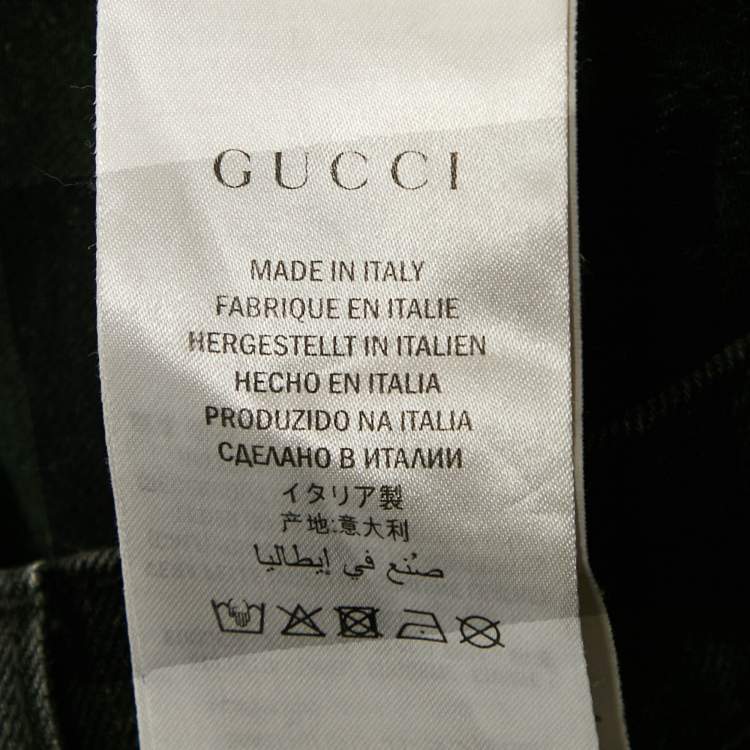 GUCCI
MADE IN ITALY
FABRIQUE EN ITALIE
HERGESTELLT IN ITALIEN
HECHO EN ITALIA
PRODUZIDO NA ITALIA
СДЕЛАНО В ИТАЛИИ
イタリア製
产地:意大利
صُنع في إيطاليا